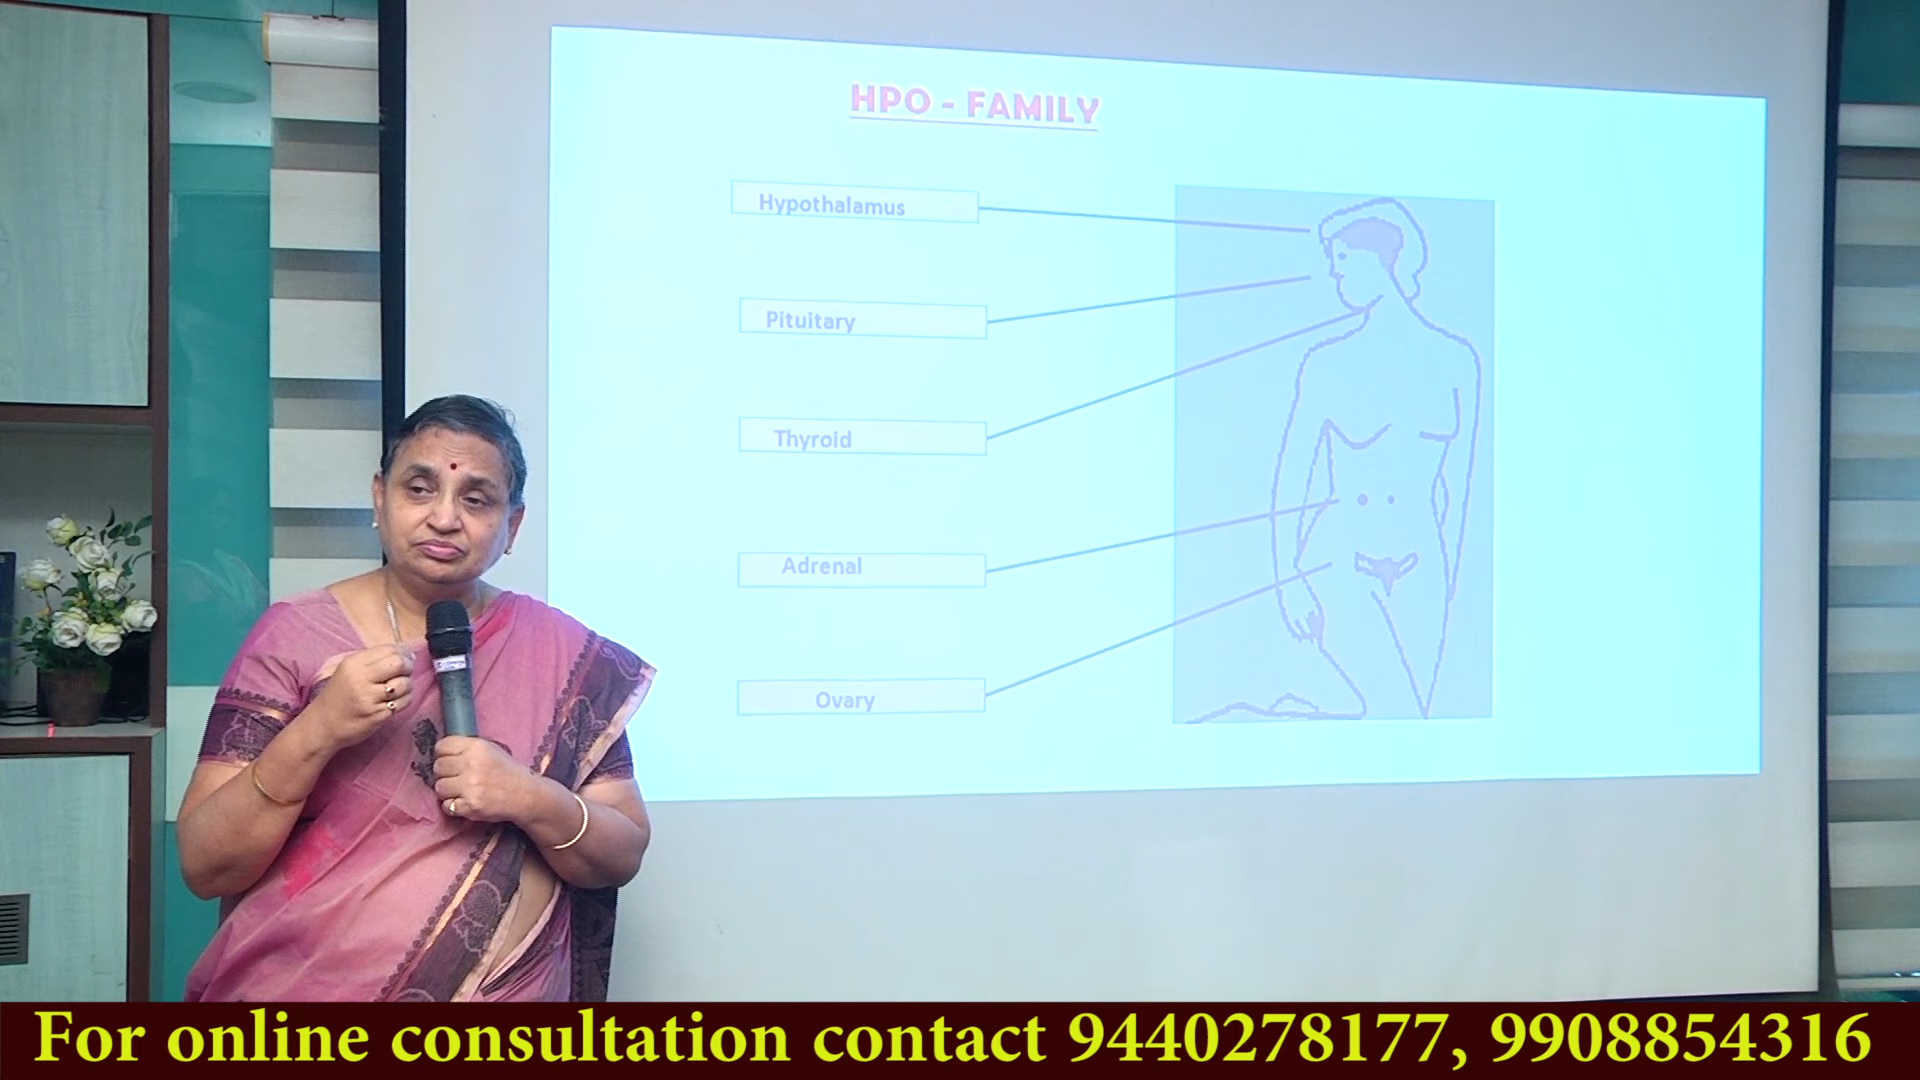 HPO - FAMILY
Hypothalamus
Pituitary
Thyroid
Adrenal
Ovary
For online consultation contact 9440278177, 9908854316